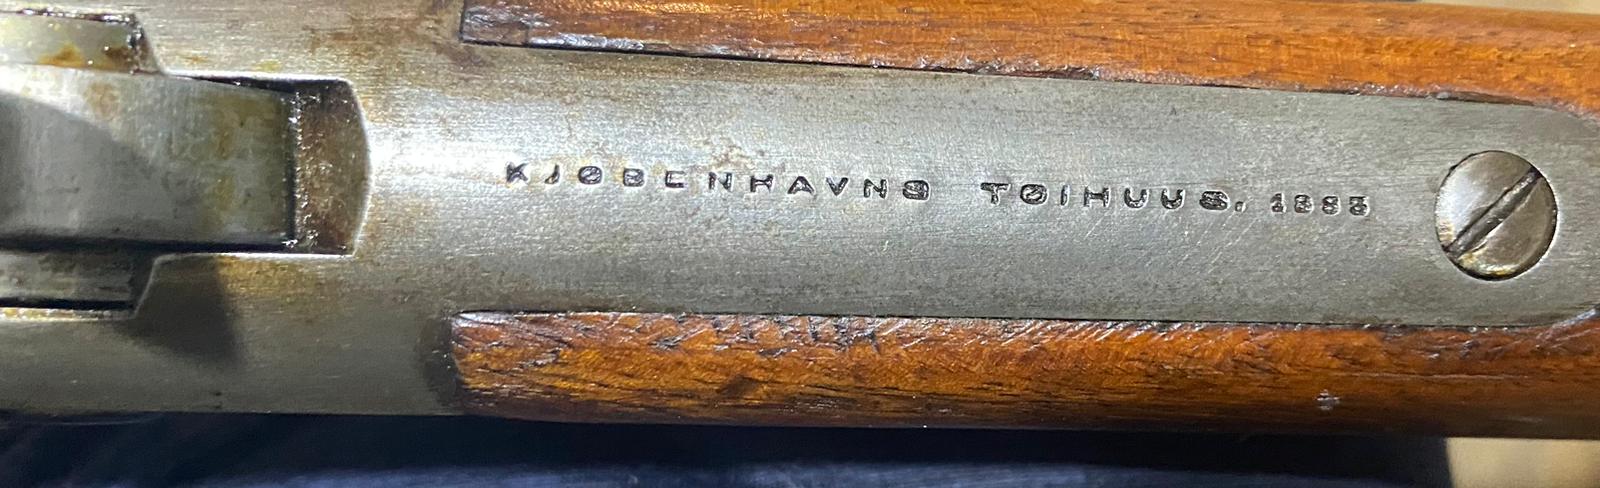 KJØBENHAVNS TØIHUUS. 1883